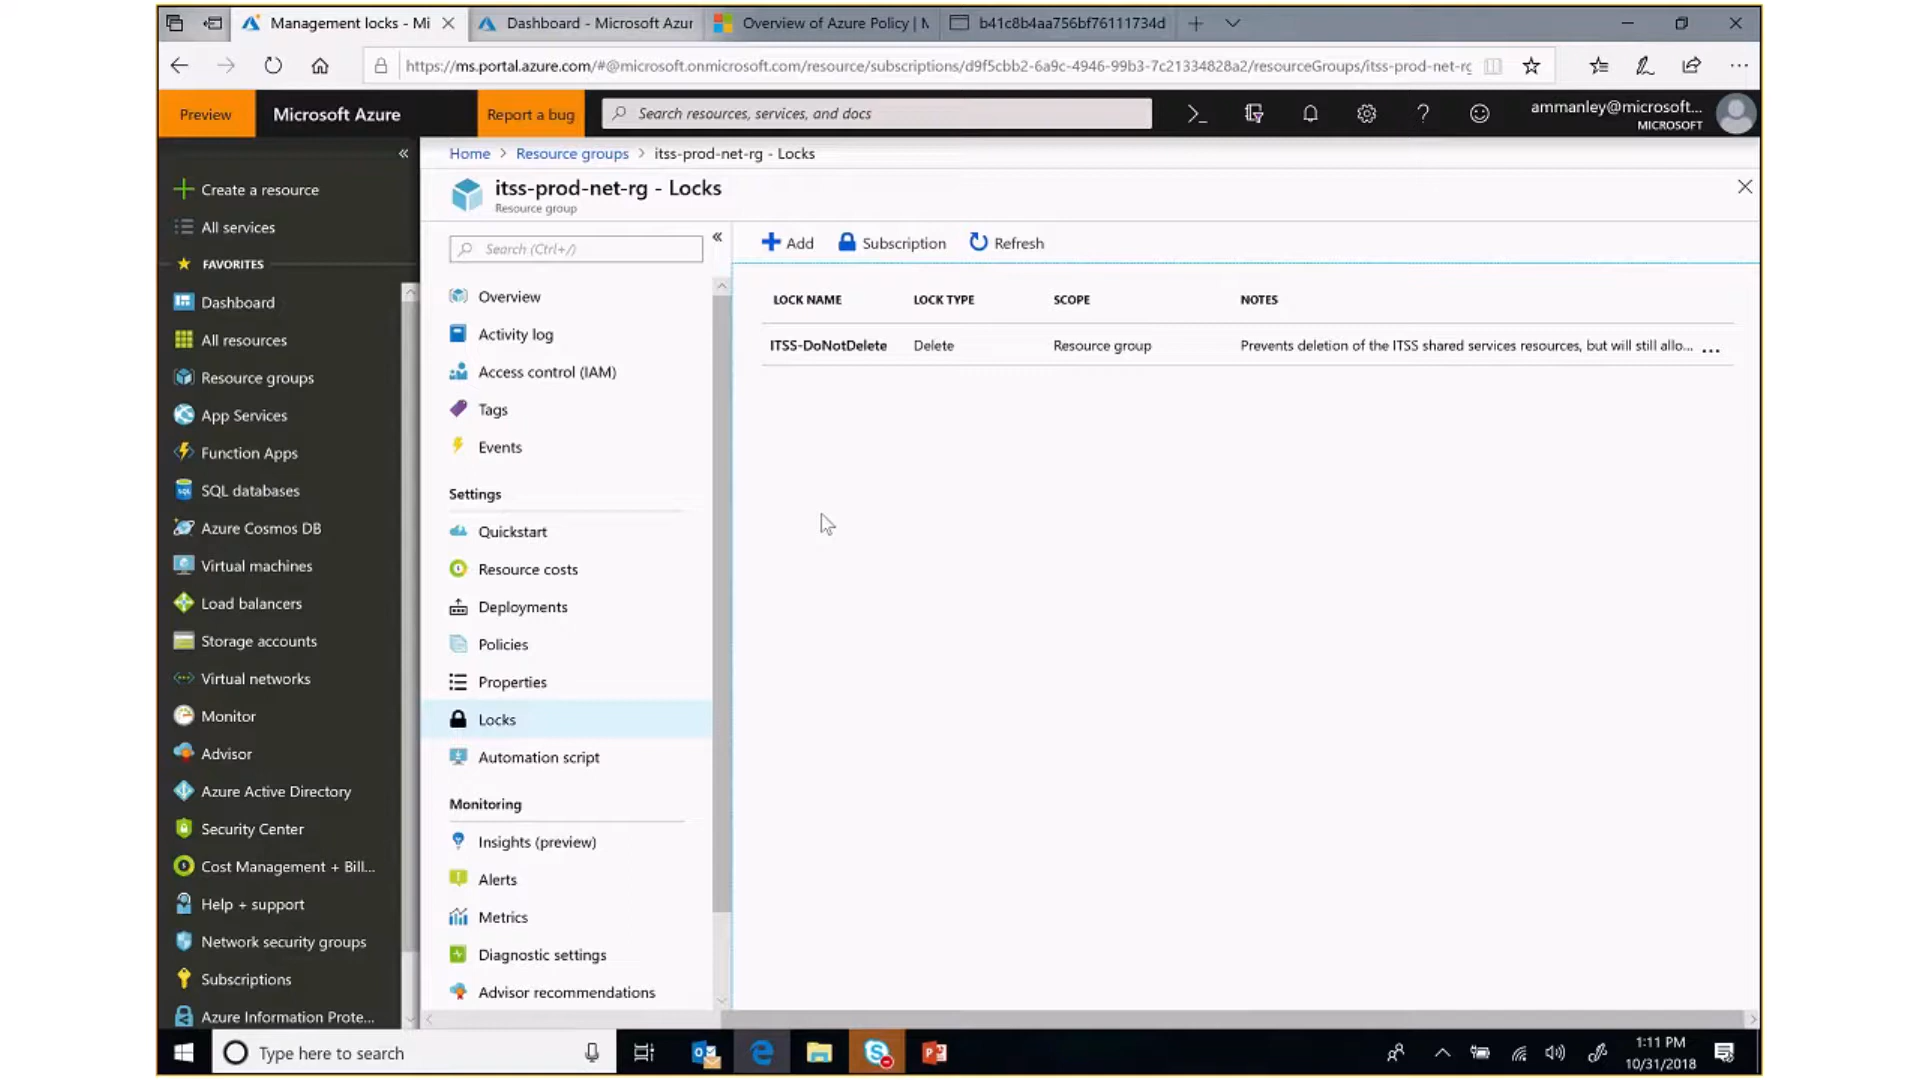 Management locks - Mi
Dashboard - Microsoft Azur
Overview of Azure Policy | M
b41c8b4aa756bf76111734d
https://ms.portal.azure.com/#@microsoft.onmicrosoft.com/resource/subscriptions/d9f5cbb2-6a9c-4946-99b3-7c21334828a2/resourceGroups/itss-prod-net-rg
Preview
Microsoft Azure
Report a bug
Search resources, services, and docs
ammanley@microsoft...
MICROSOFT
Home > Resource groups > itss-prod-net-rg - Locks
itss-prod-net-rg - Locks
Resource group
Create a resource
All services
FAVORITES
Dashboard
All resources
Resource groups
App Services
Function Apps
SQL databases
Azure Cosmos DB
Virtual machines
Load balancers
Storage accounts
Virtual networks
Monitor
Advisor
Azure Active Directory
Security Center
Cost Management + Bill...
Help + support
Network security groups
Subscriptions
Azure Information Prote...
Search (Ctrl+/)
Overview
Activity log
Access control (IAM)
Tags
Events
Settings
Quickstart
Resource costs
Deployments
Policies
Properties
Locks
Automation script
Monitoring
Insights (preview)
Alerts
Metrics
Diagnostic settings
Advisor recommendations
Add Subscription Refresh
LOCK NAME LOCK TYPE SCOPE NOTES
ITSS-DoNotDelete Delete Resource group Prevents deletion of the ITSS shared services resources, but will still allo... ...
Type here to search
1:11 PM
10/31/2018